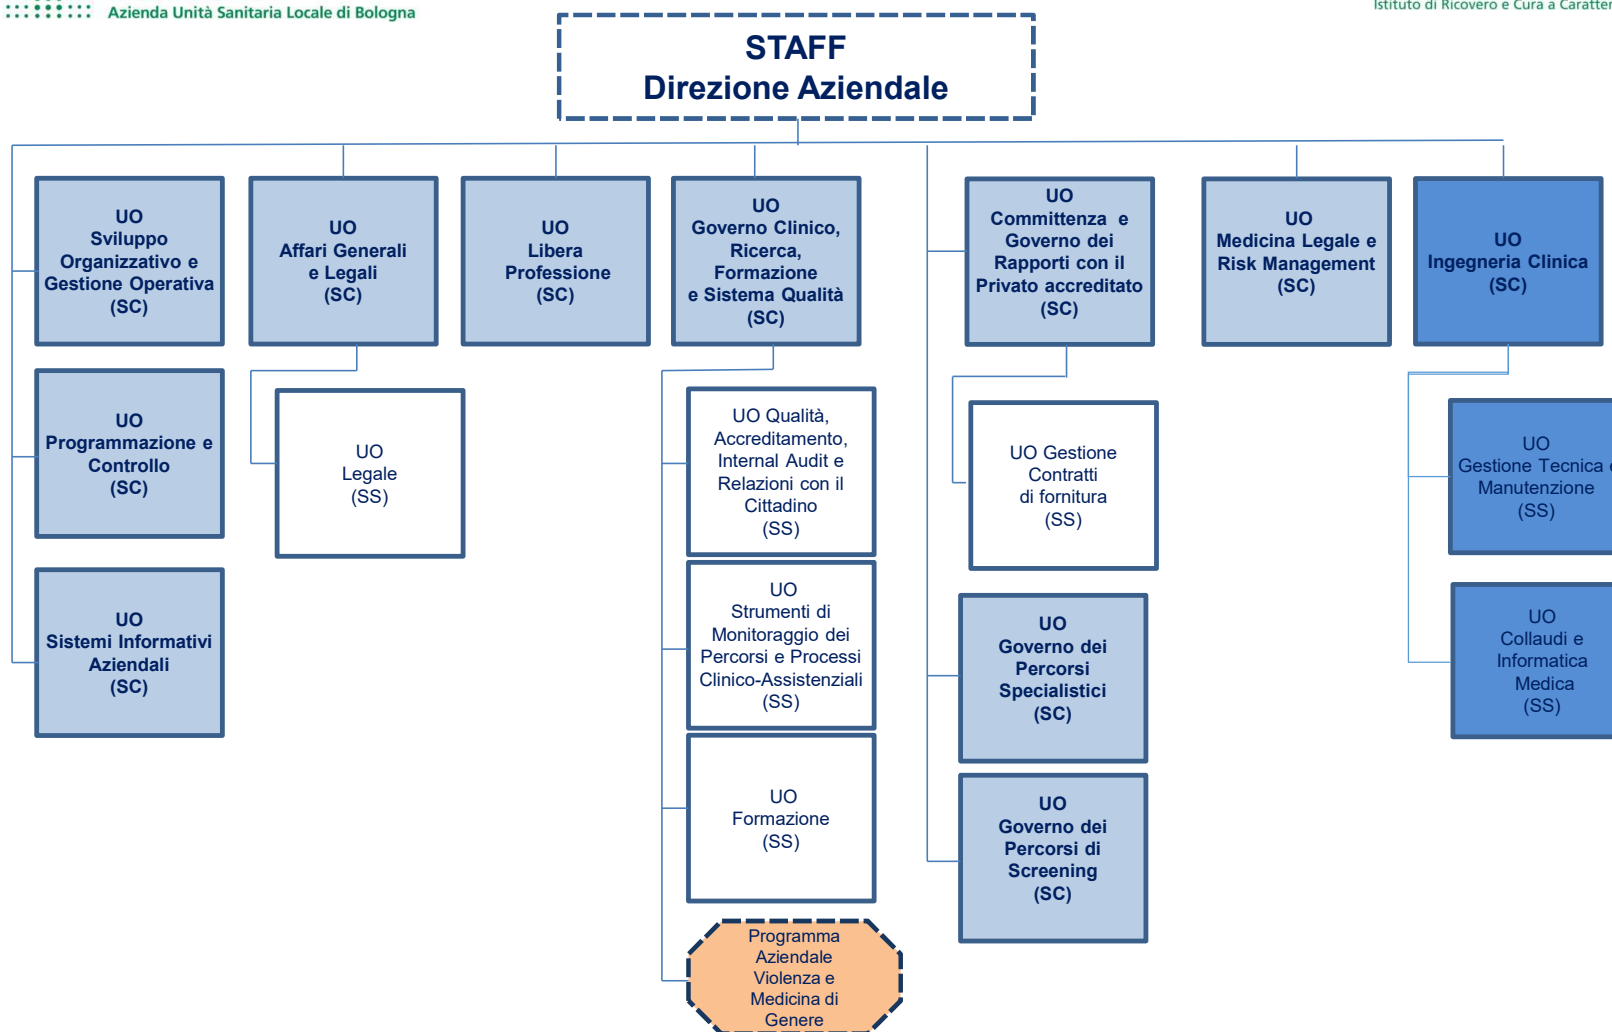 Azienda Unità Sanitaria Locale di Bologna
Istituto di Ricovero e Cura a
STAFF
Direzione Aziendale
UO
Sviluppo
Organizzativo e
Gestione Operativa
(SC)
UO
Affari Generali
e Legali
(SC)
UO
Libera
Professione
(SC)
UO
Governo Clinico,
Ricerca,
Formazione
e Sistema Qualità
(SC)
UO
Committenza e
Governo dei
Rapporti con il
Privato accreditato
(SC)
UO
Medicina Legale e
Risk Management
(SC)
UO
Ingegneria Clinica
(SC)
UO
Programmazione e
Controllo
(SC)
UO
Legale
(SS)
UO Qualità,
Accreditamento,
Internal Audit e
Relazioni con il
Cittadino
(SS)
UO Gestione
Contratti
di fornitura
(SS)
UO
Gestione Tecnica e
Manutenzione
(SS)
UO
Sistemi Informativi
Aziendali
(SC)
UO
Strumenti di
Monitoraggio dei
Percorsi e Processi
Clinico-Assistenziali
(SS)
UO
Governo dei
Percorsi
Specialistici
(SC)
UO
Collaudi e
Informatica
Medica
(SS)
UO
Formazione
(SS)
UO
Governo dei
Percorsi di
Screening
(SC)
Programma
Aziendale
Violenza e
Medicina di
Genere